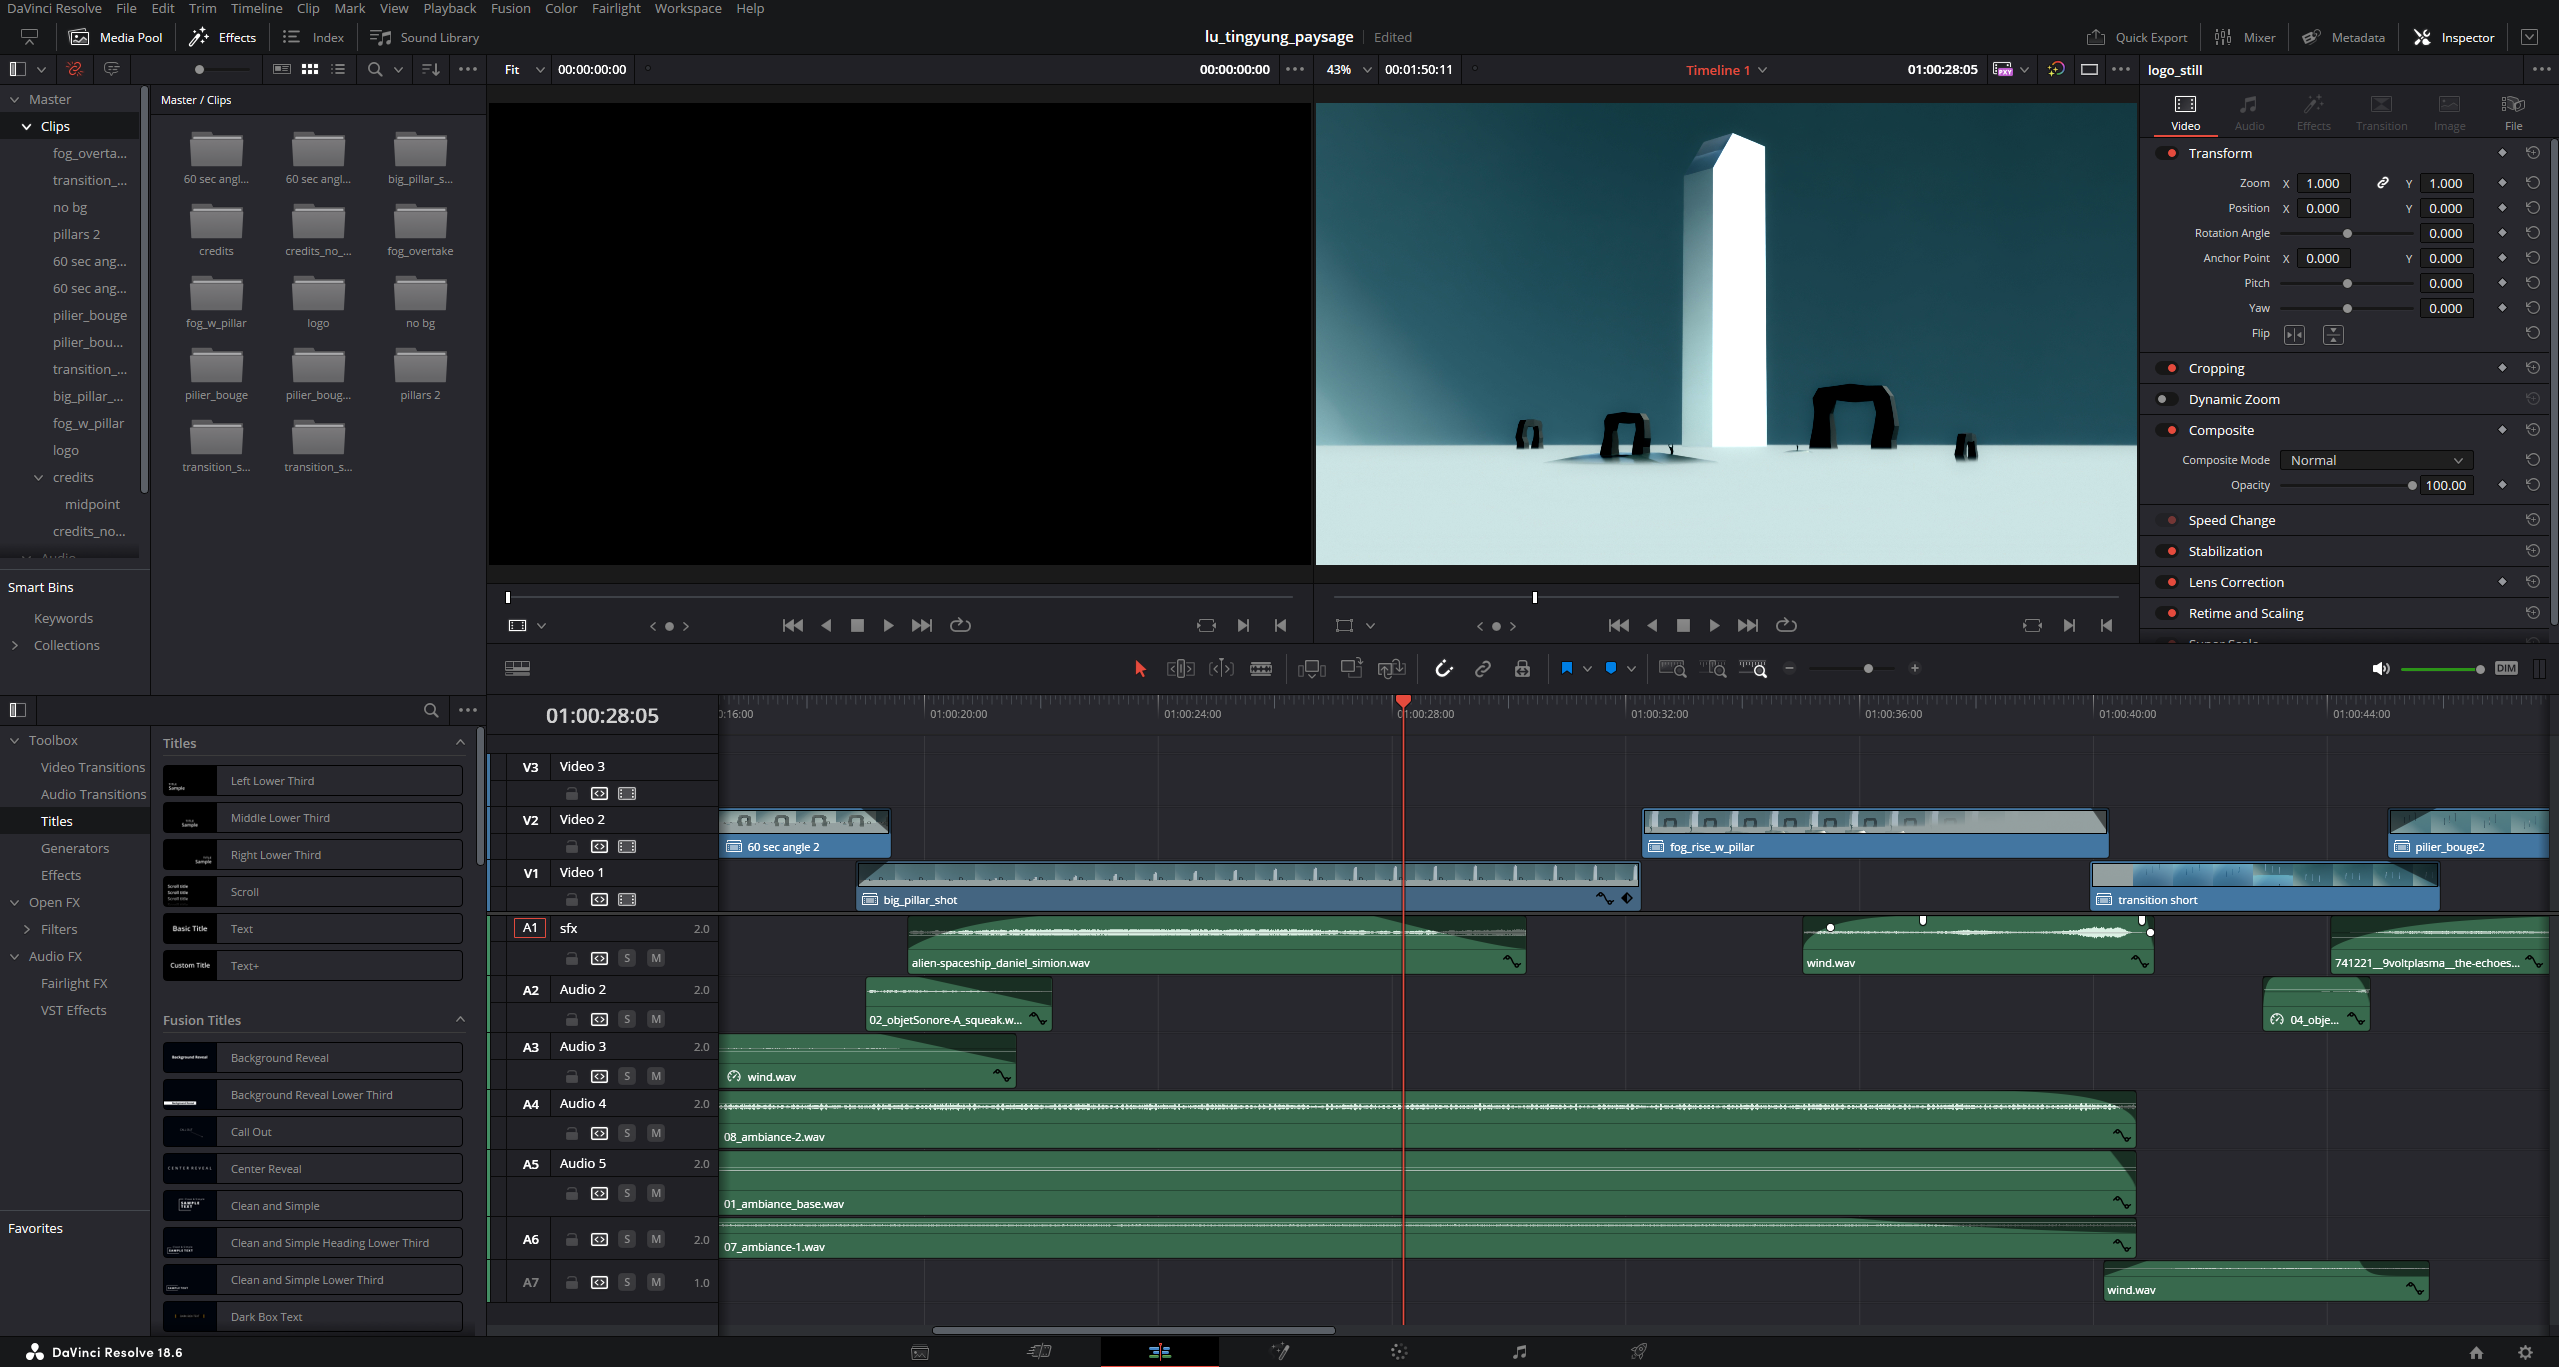 DaVinci Resolve File Edit Trim Timeline Clip Mark View Playback Fusion Color Fairlight Workspace Help
Media Pool Effects Index Sound Library lu_tingyung_paysage Edited Quick Export Mixer Metadata Inspector
Fit 00:00:00:00 00:00:00:00 43% 00:01:50:11 Timeline 1 01:00:28:05 PXY logo_still
Master
Clips
fog_overta...
transition_...
no bg
pillars 2
60 sec ang...
60 sec ang...
pilier_bouge
pilier_bou...
transition_...
big_pillar_...
fog_w_pillar
logo
credits
midpoint
credits_no...
Audio
Smart Bins
Keywords
Collections
Master / Clips
60 sec angl... 60 sec angl... big_pillar_s...
credits credits_no_... fog_overtake
fog_w_pillar logo no bg
pilier_bouge pilier_boug... pillars 2
transition_s... transition_s...
Video Audio Effects Transition Image File
Transform
Zoom X 1.000 Y 1.000
Position X 0.000 Y 0.000
Rotation Angle 0.000
Anchor Point X 0.000 Y 0.000
Pitch 0.000
Yaw 0.000
Flip
Cropping
Dynamic Zoom
Composite
Composite Mode Normal
Opacity 100.00
Speed Change
Stabilization
Lens Correction
Retime and Scaling
Super Scale
DIM
Toolbox
Video Transitions
Audio Transitions
Titles
Generators
Effects
Open FX
Filters
Audio FX
Fairlight FX
VST Effects
Favorites
Titles
Left Lower Third
Middle Lower Third
Right Lower Third
Scroll
Basic Title Text
Custom Title Text+
Fusion Titles
Background Reveal Background Reveal
Background Reveal Lower Third
Call Out
CENTER REVEAL Center Reveal
SAMPLE TEXT Clean and Simple
Clean and Simple Heading Lower Third
Clean and Simple Lower Third
Dark Box Text
01:00:28:05 0:16:00 01:00:20:00 01:00:24:00 01:00:28:00 01:00:32:00 01:00:36:00 01:00:40:00 01:00:44:00
V3 Video 3
V2 Video 2
60 sec angle 2 fog_rise_w_pillar pilier_bouge2
V1 Video 1
big_pillar_shot transition short
A1 sfx 2.0
S M alien-spaceship_daniel_simion.wav wind.wav 741221__9voltplasma__the-echoes...
A2 Audio 2 2.0
S M 02_objetSonore-A_squeak.w... 04_obje...
A3 Audio 3 2.0
S M wind.wav
A4 Audio 4 2.0
S M 08_ambiance-2.wav
A5 Audio 5 2.0
S M 01_ambiance_base.wav
A6 S M 2.0 07_ambiance-1.wav
A7 S M 1.0 wind.wav
DaVinci Resolve 18.6